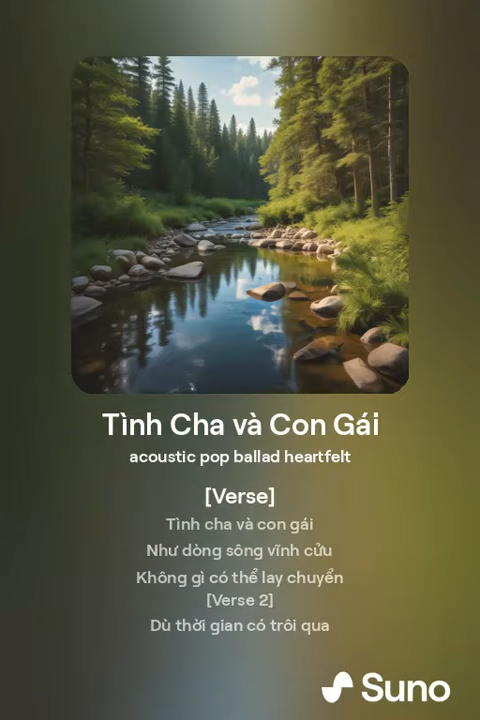 Tình Cha và Con Gái
acoustic pop ballad heartfelt
[Verse]
Tình cha và con gái
Như dòng sông vĩnh cửu
Không gì có thể lay chuyển
[Verse 2]
Dù thời gian có trôi qua
Suno